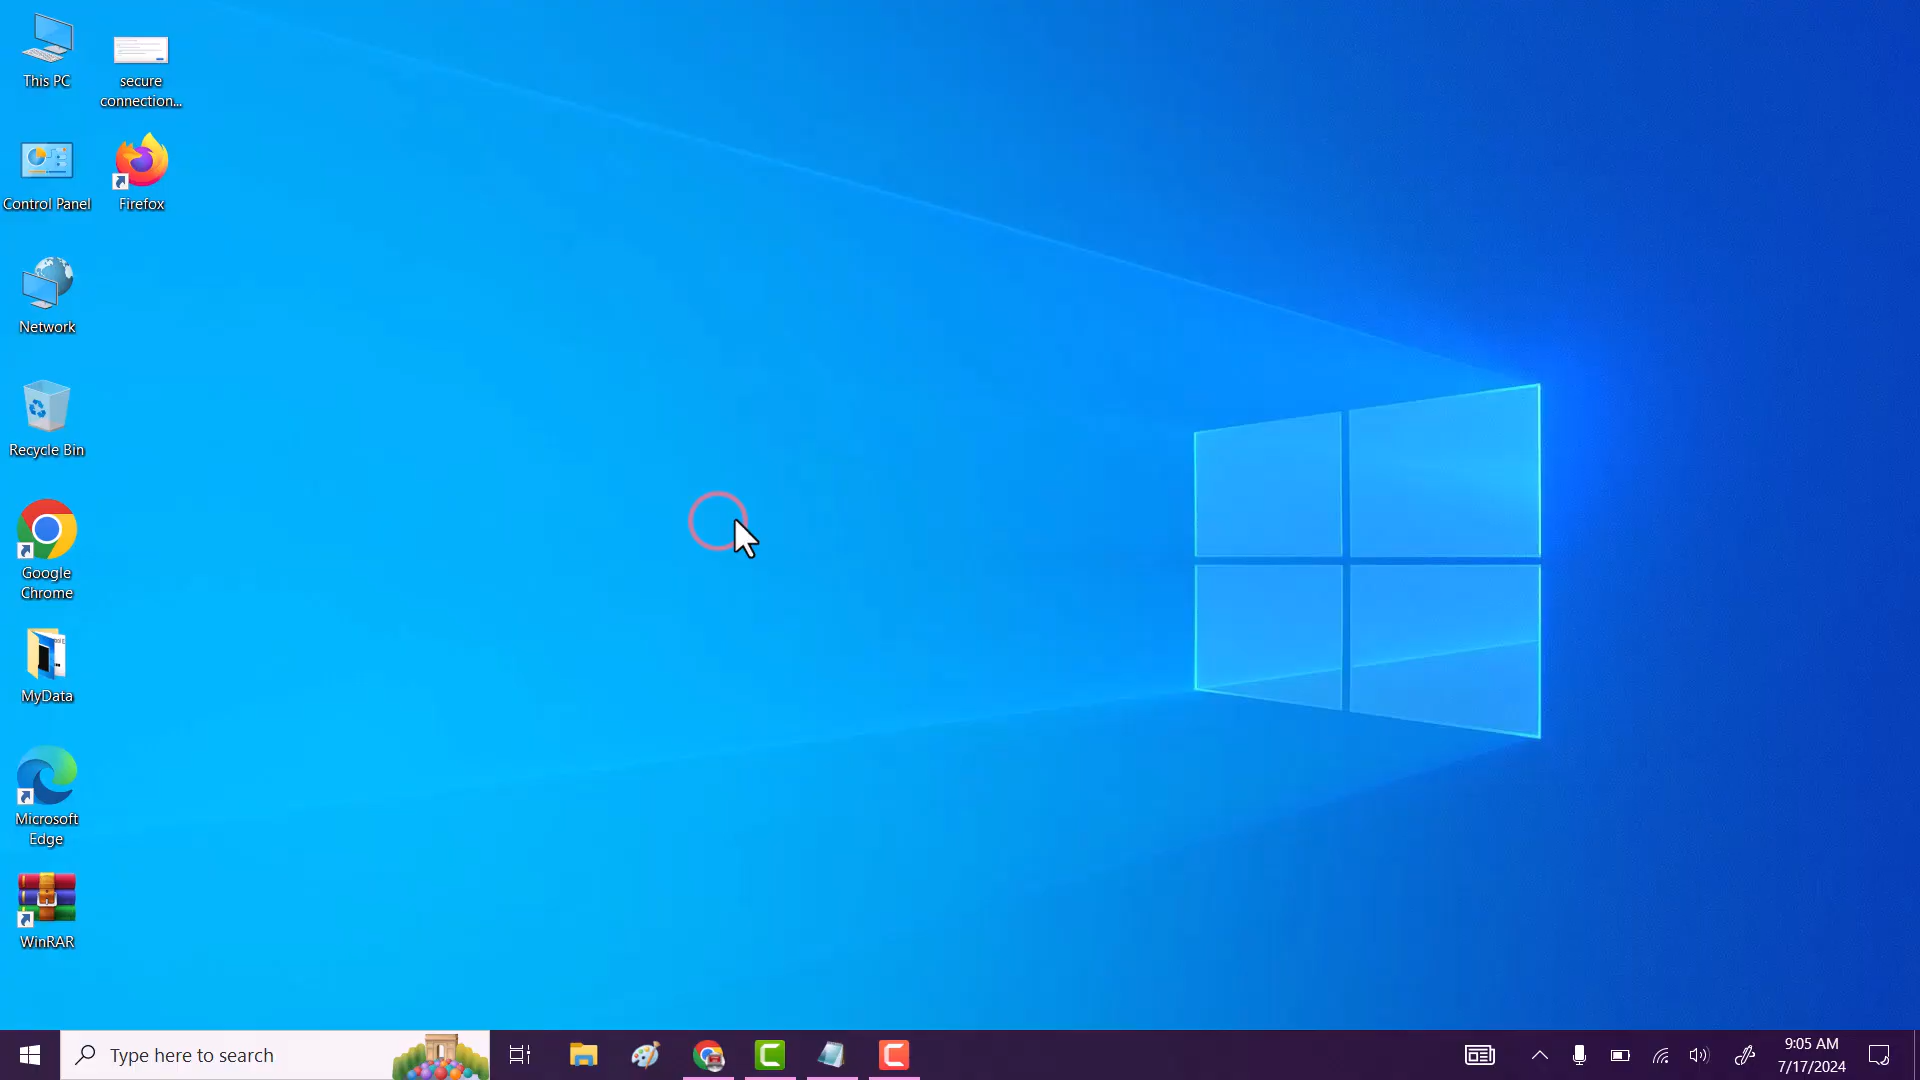 This PC
secure
connection...
Control Panel
Firefox
Network
Recycle Bin
Google
Chrome
MyData
Microsoft
Edge
WinRAR
Type here to search
9:05 AM
7/17/2024